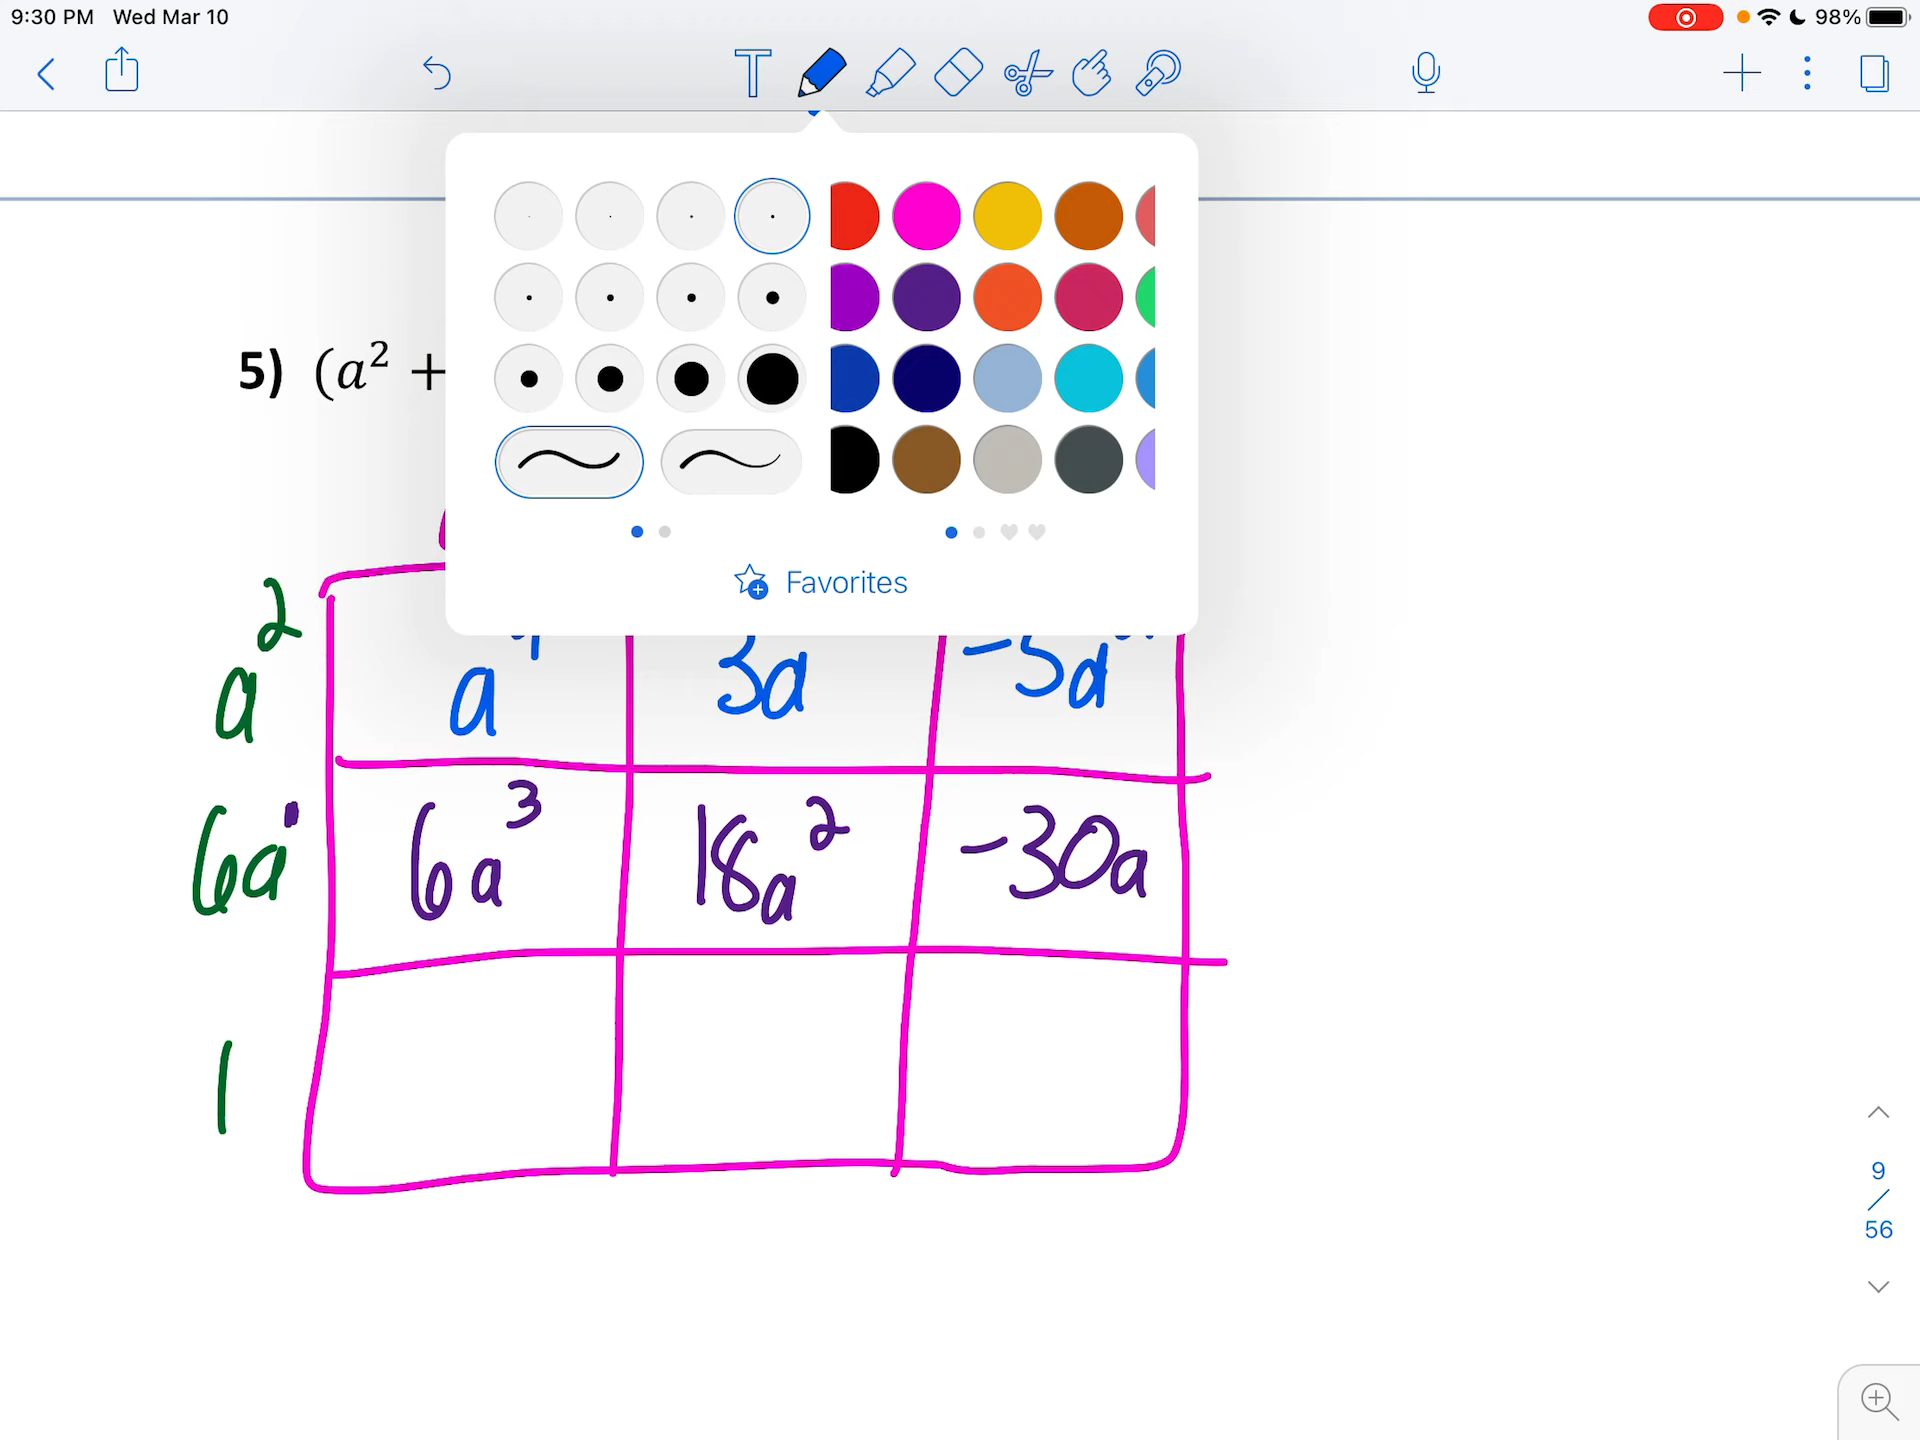 9:30 PM Wed Mar 10 98%
T
5) (a² +
Favorites
a² a⁴ 3a -5a
6a¹ 6a³ 18a² -30a
1
9
/
56